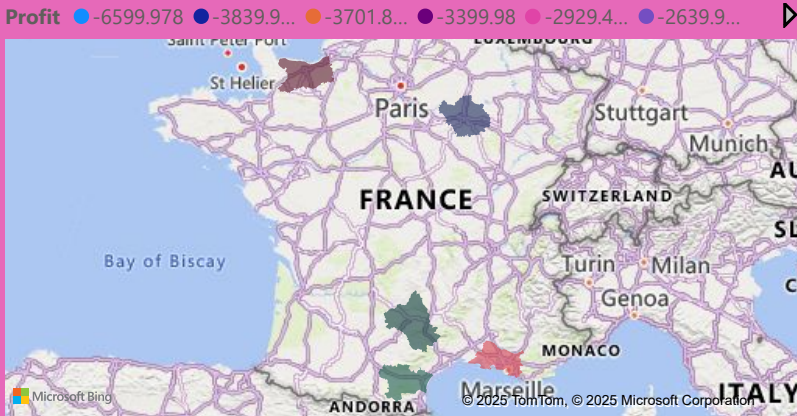 Profit -6599.978 -3839.9... -3701.8... -3399.98 -2929.4... -2639.9...
Saint Peter Port
LUXEMBOURG
St Helier
Paris
Stuttgart
Munich
AU
FRANCE
SWITZERLAND
SL
Bay of Biscay
Turin Milan
C
Genoa
MONACO
Marseille
Microsoft Bing
© 2025 TomTom, © 2025 Microsoft Corporation
ANDORRA
ITALY